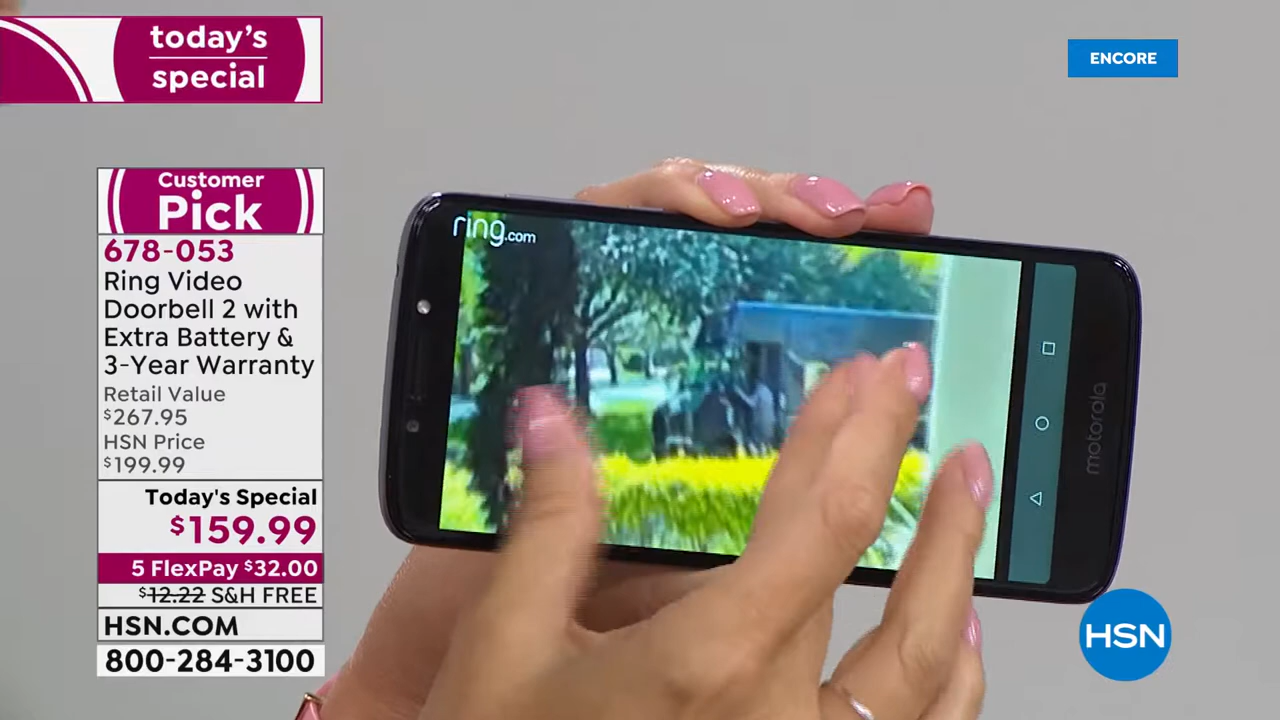 today's
special
ENCORE
Customer
Pick
678-053
Ring Video
Doorbell 2 with
Extra Battery &
3-Year Warranty
Retail Value
$267.95
HSN Price
$199.99
Today's Special
$159.99
5 FlexPay $32.00
$12.22 S&H FREE
HSN.COM
800-284-3100
ring.com
motorola
HSN